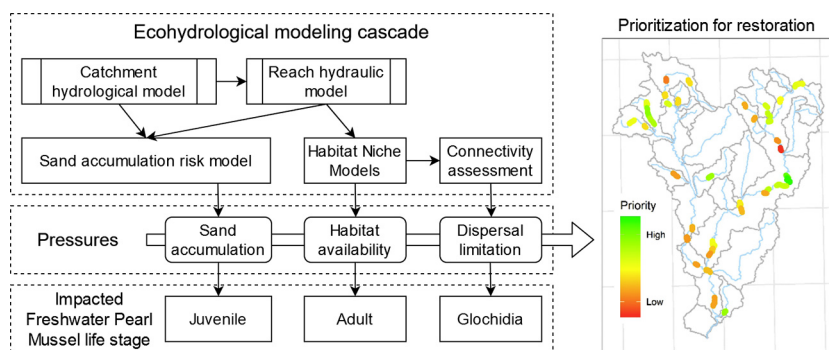 Ecohydrological modeling cascade
Catchment
hydrological model
Reach hydraulic
model
Sand accumulation risk model
Habitat Niche
Models
Connectivity
assessment
Pressures
Sand
accumulation
Habitat
availability
Dispersal
limitation
Impacted
Freshwater Pearl
Mussel life stage
Juvenile
Adult
Glochidia
Prioritization for restoration
Priority
High
Low